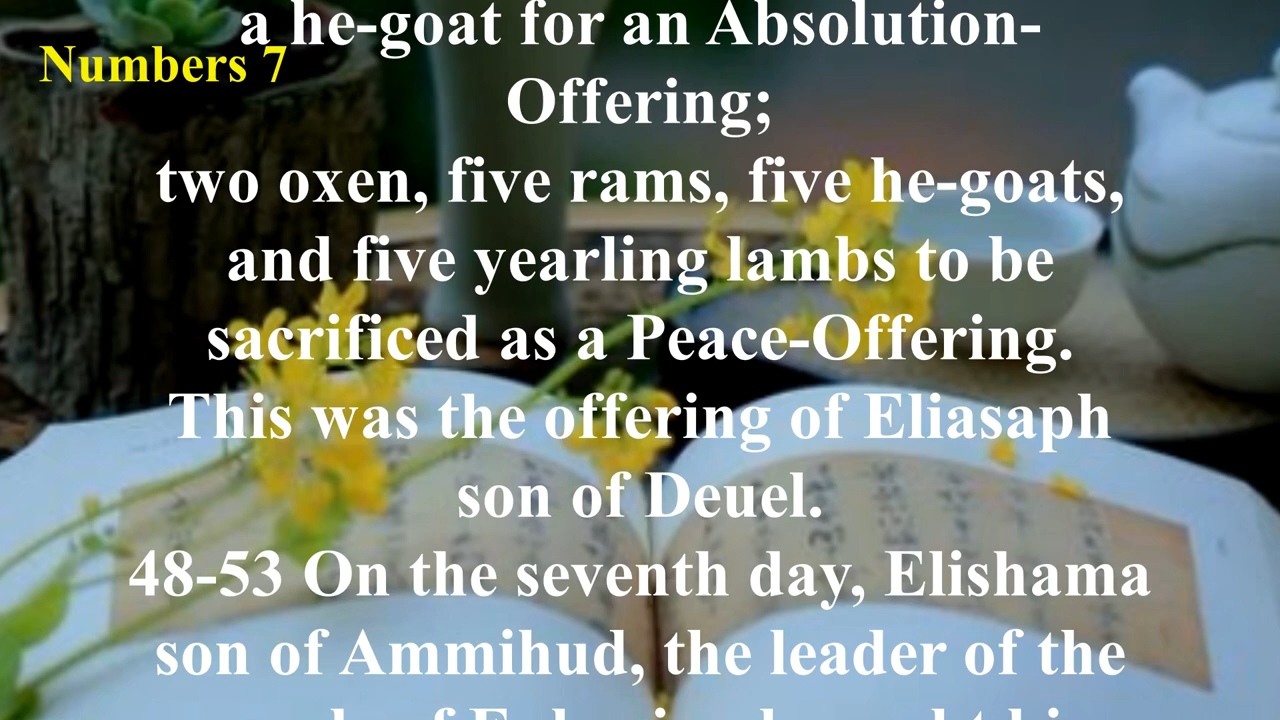 a he-goat for an Absolution-
Numbers 7
Offering;
two oxen, five rams, five he-goats,
and five yearling lambs to be
sacrificed as a Peace-Offering.
This was the offering of Eliasaph
son of Deuel.
48-53 On the seventh day, Elishama
son of Ammihud, the leader of the